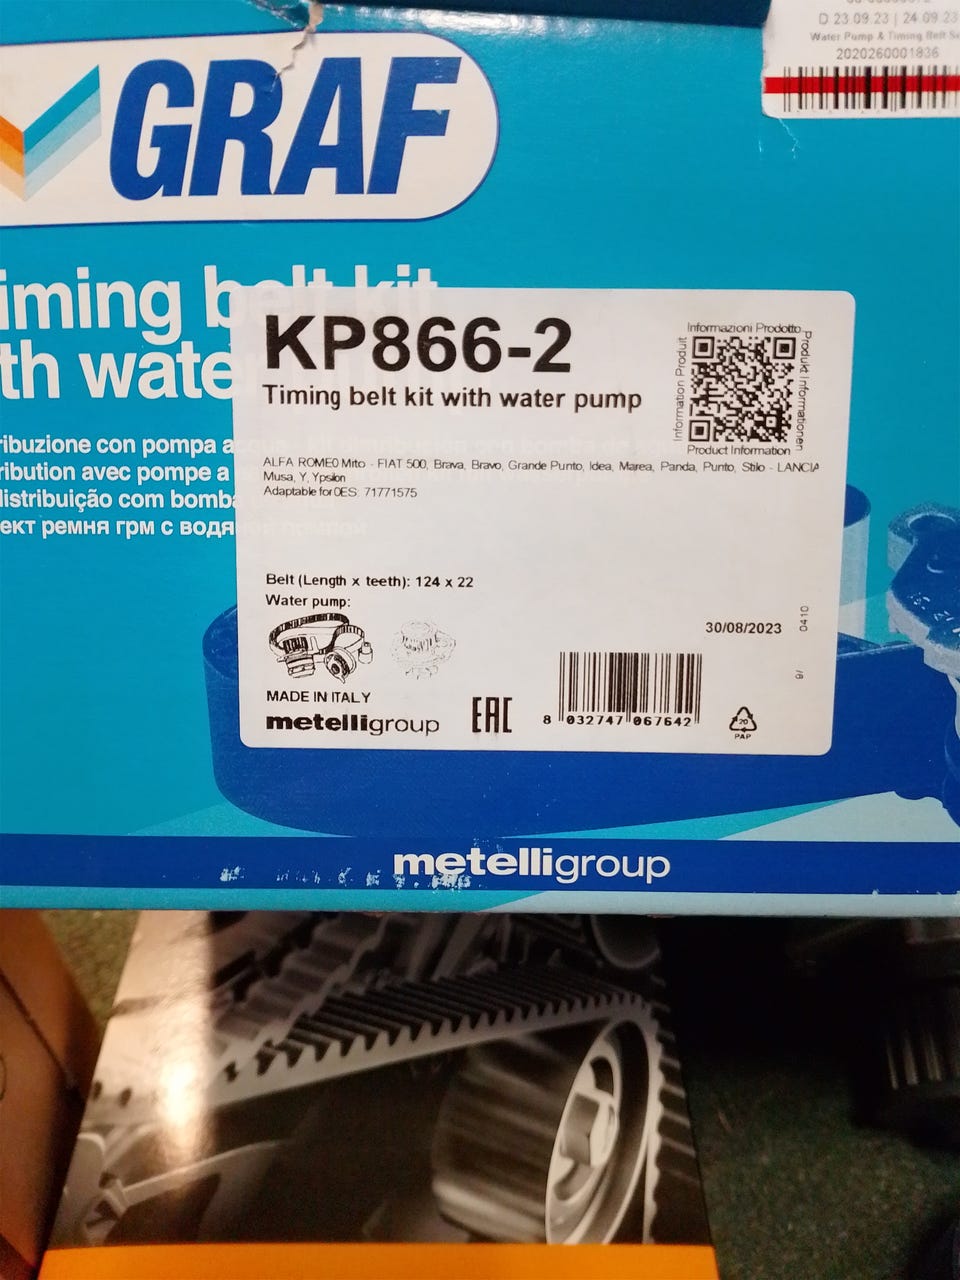 D 23.09.23 | 24.09.23
Water Pump & Timing Belt Se
2020260001836
GRAF
iming belt kit
th wate
ribuzione con pompa a
ribution avec pompe a
distribuição com bomba
ект ремня грм с водя
KP866-2
Timing belt kit with water pump
Informazioni Prodotto
Produkt Informationen
Product Information
Information Produit
ALFA ROMEO Mito - FIAT 500, Brava, Bravo, Grande Punto, Idea, Marea, Panda, Punto, Stilo - LANCIA
Musa, Y, Ypsilon
Adaptable for OES: 71771575
Belt (Length x teeth): 124 x 22
Water pump:
30/08/2023
0410
MADE IN ITALY
metelligroup
EAC
8 032747 067642
20
PAP
metelligroup